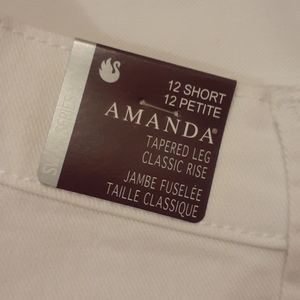 12 SHORT
12 PETITE
AMANDA®
TAPERED LEG
CLASSIC RISE
JAMBE FUSELÉE
TAILLE CLASSIQUE